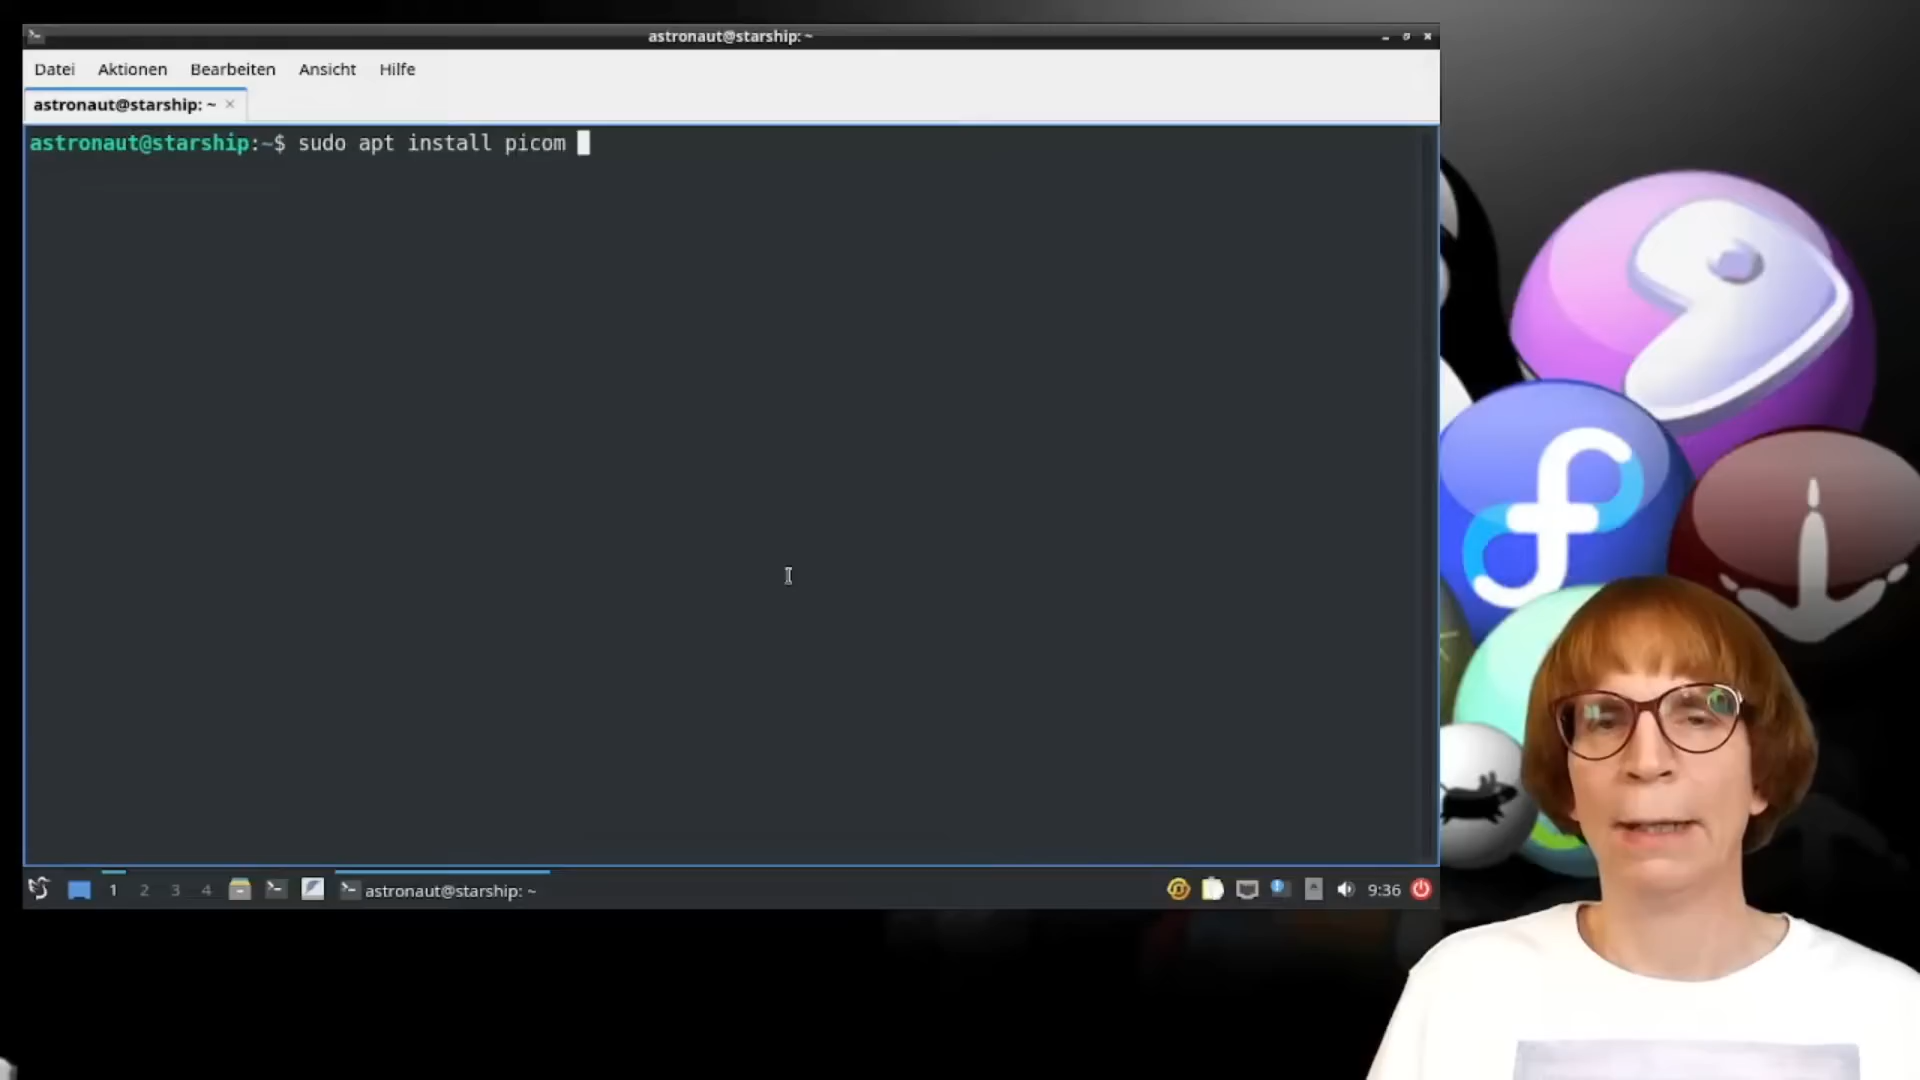 astronaut@starship: ~
Datei Aktionen Bearbeiten Ansicht Hilfe
astronaut@starship: ~
astronaut@starship:~$ sudo apt install picom
1 2 3 4 astronaut@starship: ~ 9:36